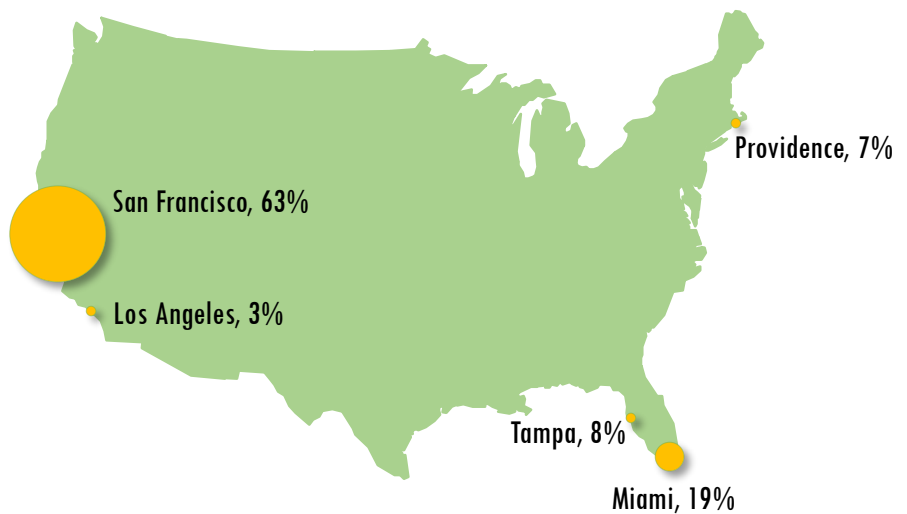 Providence, 7%
San Francisco, 63%
Los Angeles, 3%
Tampa, 8%
Miami, 19%